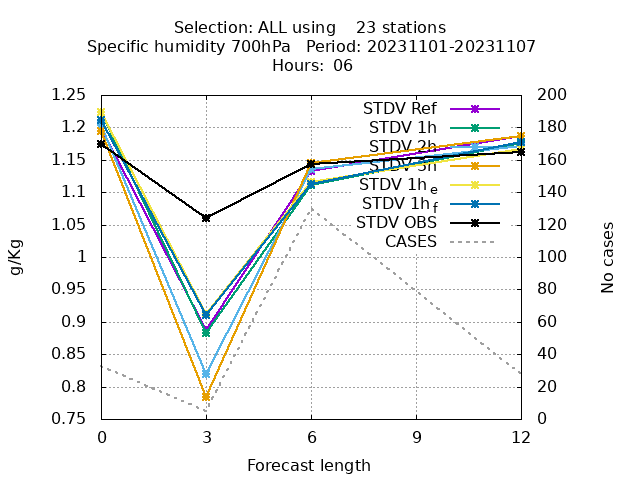 Selection: ALL using 23 stations
Specific humidity 700hPa Period: 20231101-20231107
Hours: 06
1.25
1.2
1.15
1.1
1.05
1
0.95
0.9
0.85
0.8
0.75
200
180
160
140
120
100
80
60
40
20
0
g/Kg
No cases
STDV Ref
STDV 1h
STDV 2h
STDV 3h
STDV 1h e
STDV 1h f
STDV OBS
CASES
0
3
6
9
12
Forecast length